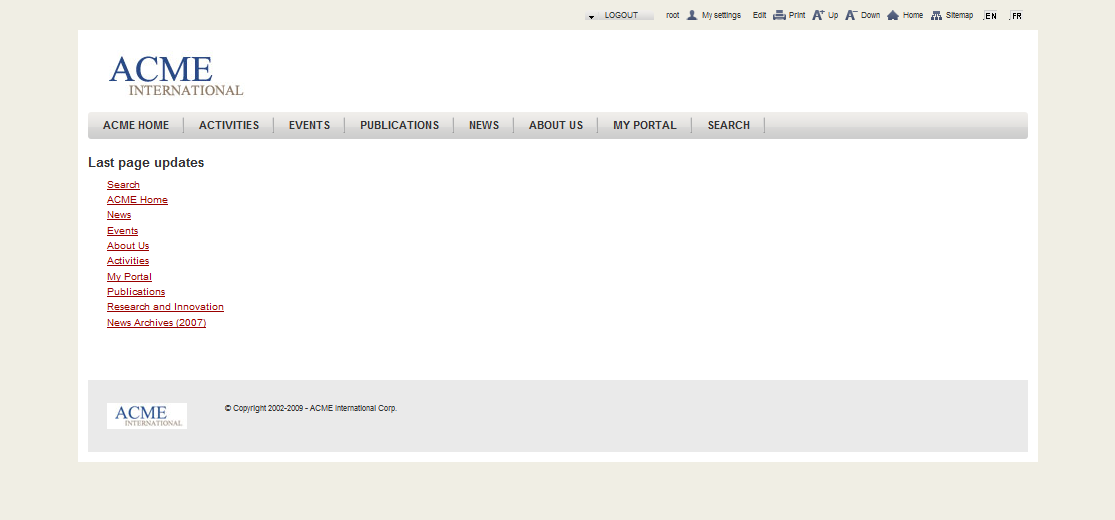 LOGOUT root My settings Edit Print Up Down Home Sitemap EN FR
ACME
INTERNATIONAL
ACME HOME ACTIVITIES EVENTS PUBLICATIONS NEWS ABOUT US MY PORTAL SEARCH
Last page updates
Search
ACME Home
News
Events
About Us
Activities
My Portal
Publications
Research and Innovation
News Archives (2007)
ACME
INTERNATIONAL
© Copyright 2002-2009 - ACME International Corp.